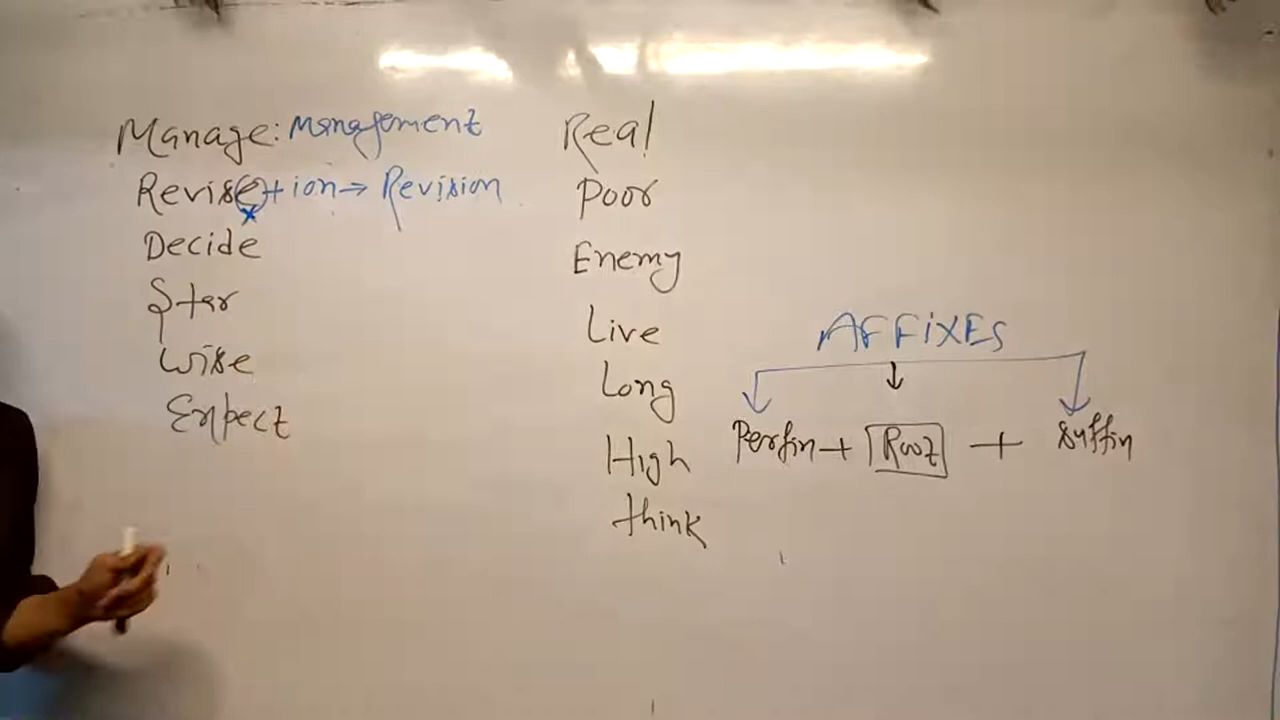 Manage: Management
Revise + ion → Revision
Decide
Star
Wise
Expect
Real
Poor
Enemy
Live
Long
High
think
AFFiXES
Perfix + Root + Suffix